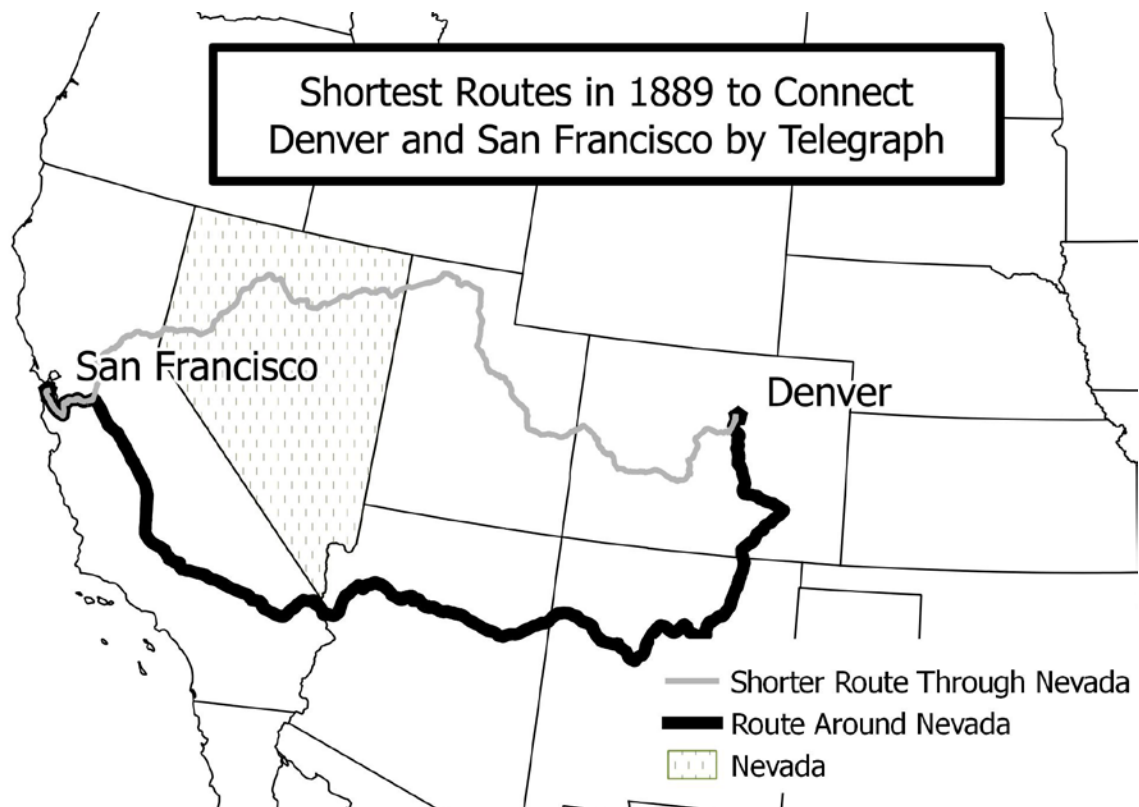 Shortest Routes in 1889 to Connect
Denver and San Francisco by Telegraph
San Francisco
Denver
Shorter Route Through Nevada
Route Around Nevada
Nevada